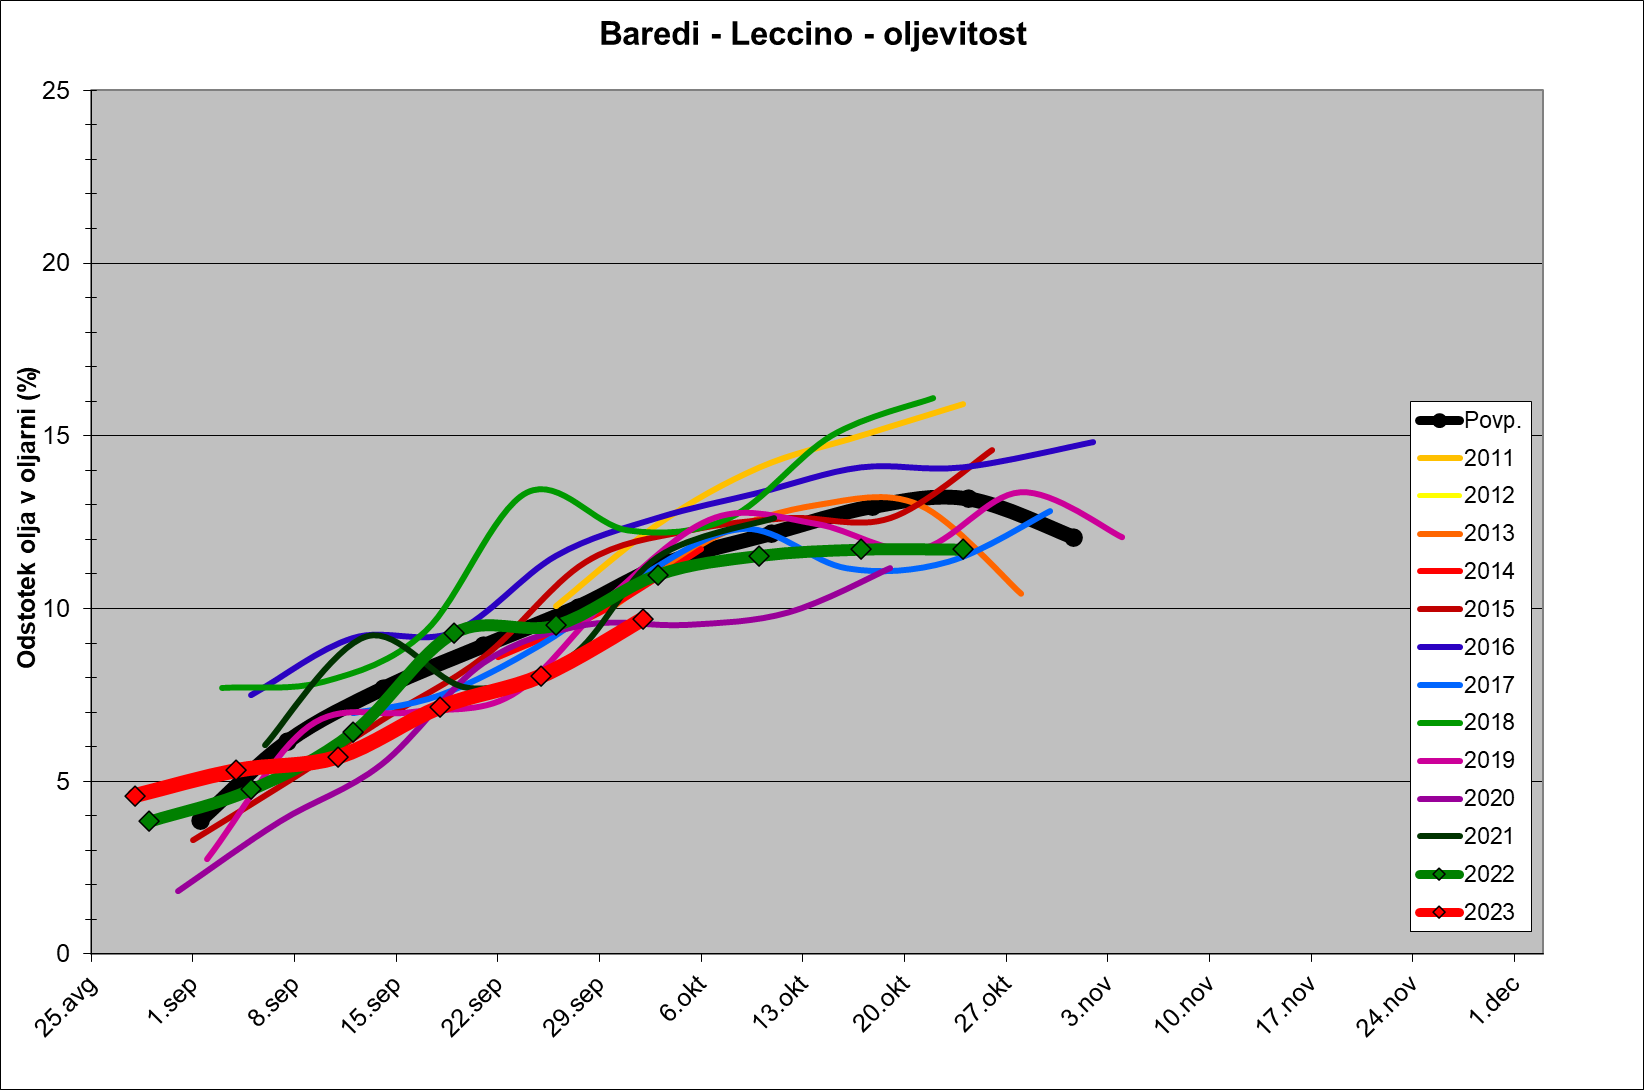 Baredi - Leccino - oljevitost
Odstotek olja v oljarni (%)
25
20
15
10
5
0
25.avg
1.sep
8.sep
15.sep
22.sep
29.sep
6.okt
13.okt
20.okt
27.okt
3.nov
10.nov
17.nov
24.nov
1.dec
Povp.
2011
2012
2013
2014
2015
2016
2017
2018
2019
2020
2021
2022
2023